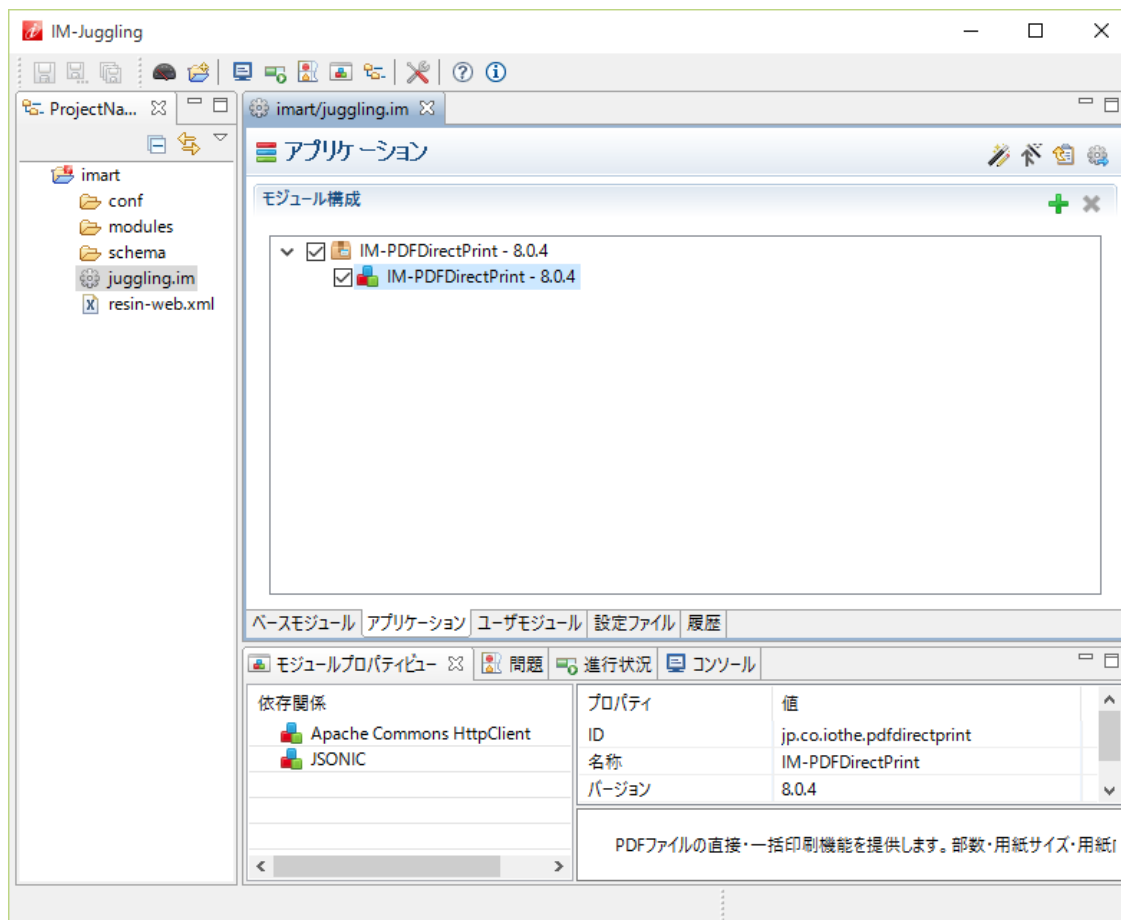 IM-Juggling
ProjectNa...
imart
conf
modules
schema
juggling.im
resin-web.xml
imart/juggling.im
アプリケーション
モジュール構成
IM-PDFDirectPrint - 8.0.4
IM-PDFDirectPrint - 8.0.4
ベースモジュール アプリケーション ユーザモジュール 設定ファイル 履歴
モジュールプロパティビュー 問題 進行状況 コンソール
依存関係
Apache Commons HttpClient
JSONIC
プロパティ 値
ID jp.co.iothe.pdfdirectprint
名称 IM-PDFDirectPrint
バージョン 8.0.4
PDFファイルの直接・一括印刷機能を提供します。部数・用紙サイズ・用紙